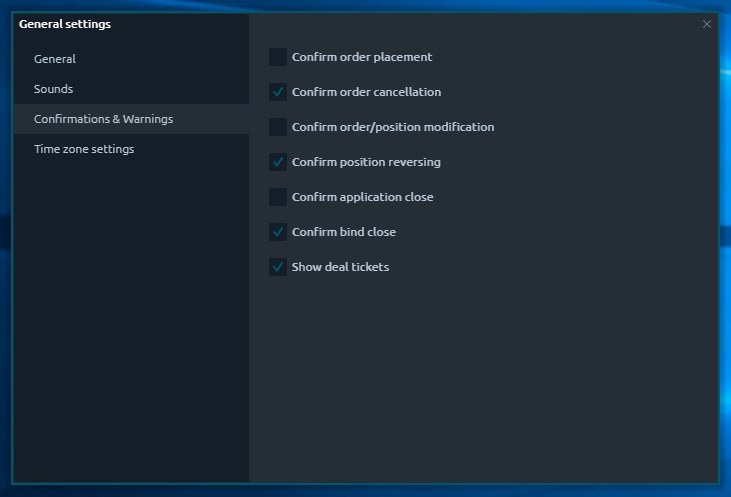 General settings
General
Sounds
Confirmations & Warnings
Time zone settings
Confirm order placement
Confirm order cancellation
Confirm order/position modification
Confirm position reversing
Confirm application close
Confirm bind close
Show deal tickets